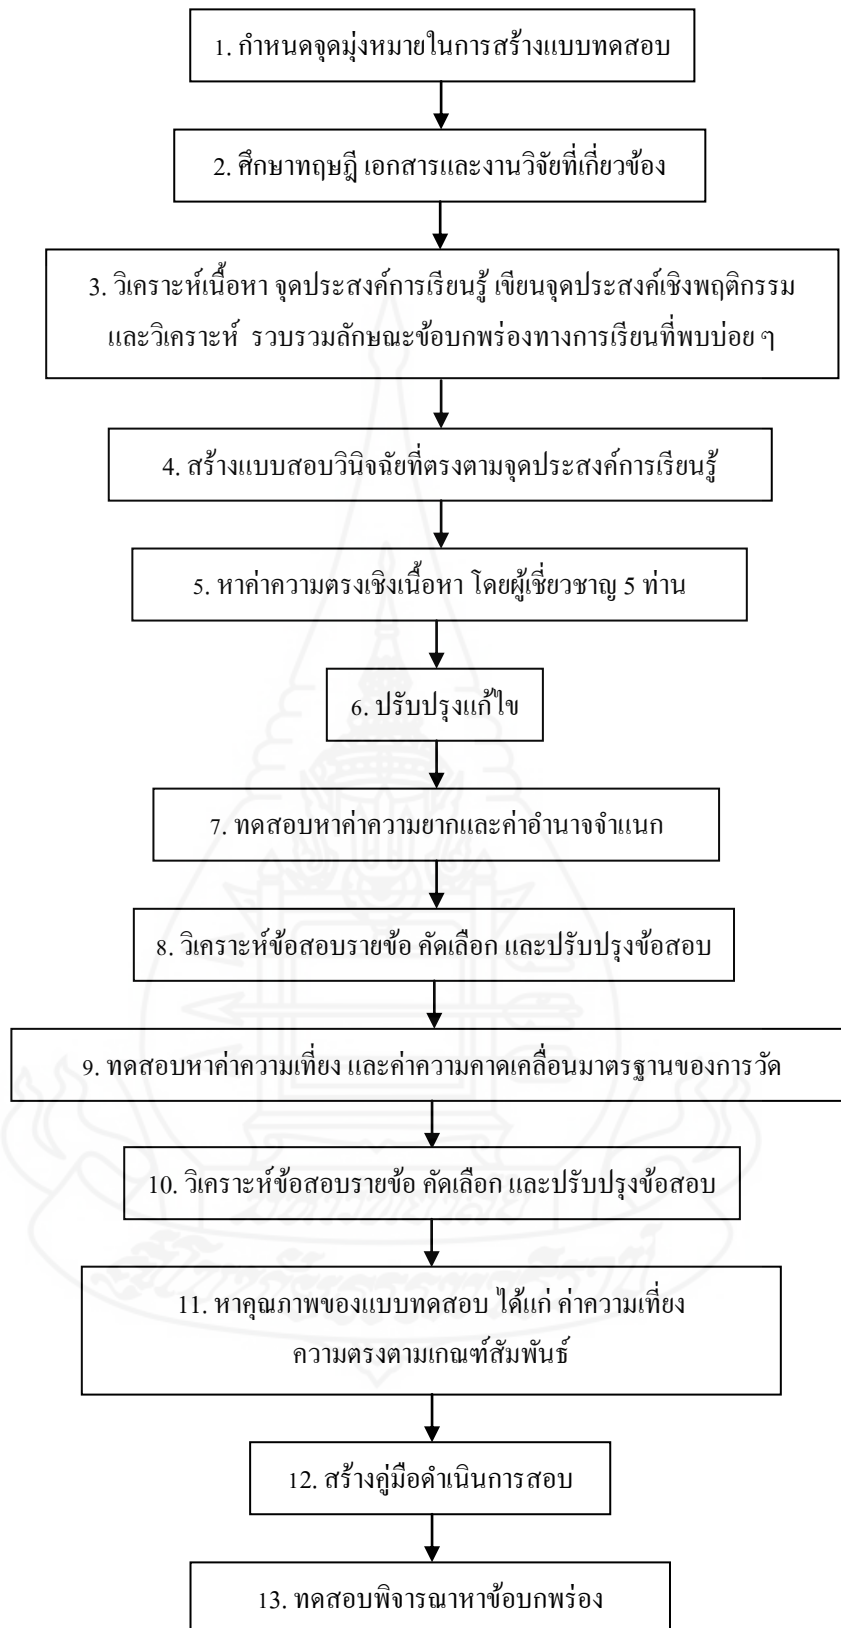 1. กำหนดจุดมุ่งหมายในการสร้างแบบทดสอบ
2. ศึกษาทฤษฎี เอกสารและงานวิจัยที่เกี่ยวข้อง
3. วิเคราะห์เนื้อหา จุดประสงค์การเรียนรู้ เขียนจุดประสงค์เชิงพฤติกรรม
และวิเคราะห์ รวบรวมลักษณะข้อบกพร่องทางการเรียนที่พบบ่อย ๆ
4. สร้างแบบสอบวินิจฉัยที่ตรงตามจุดประสงค์การเรียนรู้
5. หาค่าความตรงเชิงเนื้อหา โดยผู้เชี่ยวชาญ 5 ท่าน
6. ปรับปรุงแก้ไข
7. ทดสอบหาค่าความยากและค่าอำนาจจำแนก
8. วิเคราะห์ข้อสอบรายข้อ คัดเลือก และปรับปรุงข้อสอบ
9. ทดสอบหาค่าความเที่ยง และค่าความคาดเคลื่อนมาตรฐานของการวัด
10. วิเคราะห์ข้อสอบรายข้อ คัดเลือก และปรับปรุงข้อสอบ
11. หาคุณภาพของแบบทดสอบ ได้แก่ ค่าความเที่ยง
ความตรงตามเกณฑ์สัมพันธ์
12. สร้างคู่มือดำเนินการสอบ
13. ทดสอบพิจารณาหาข้อบกพร่อง